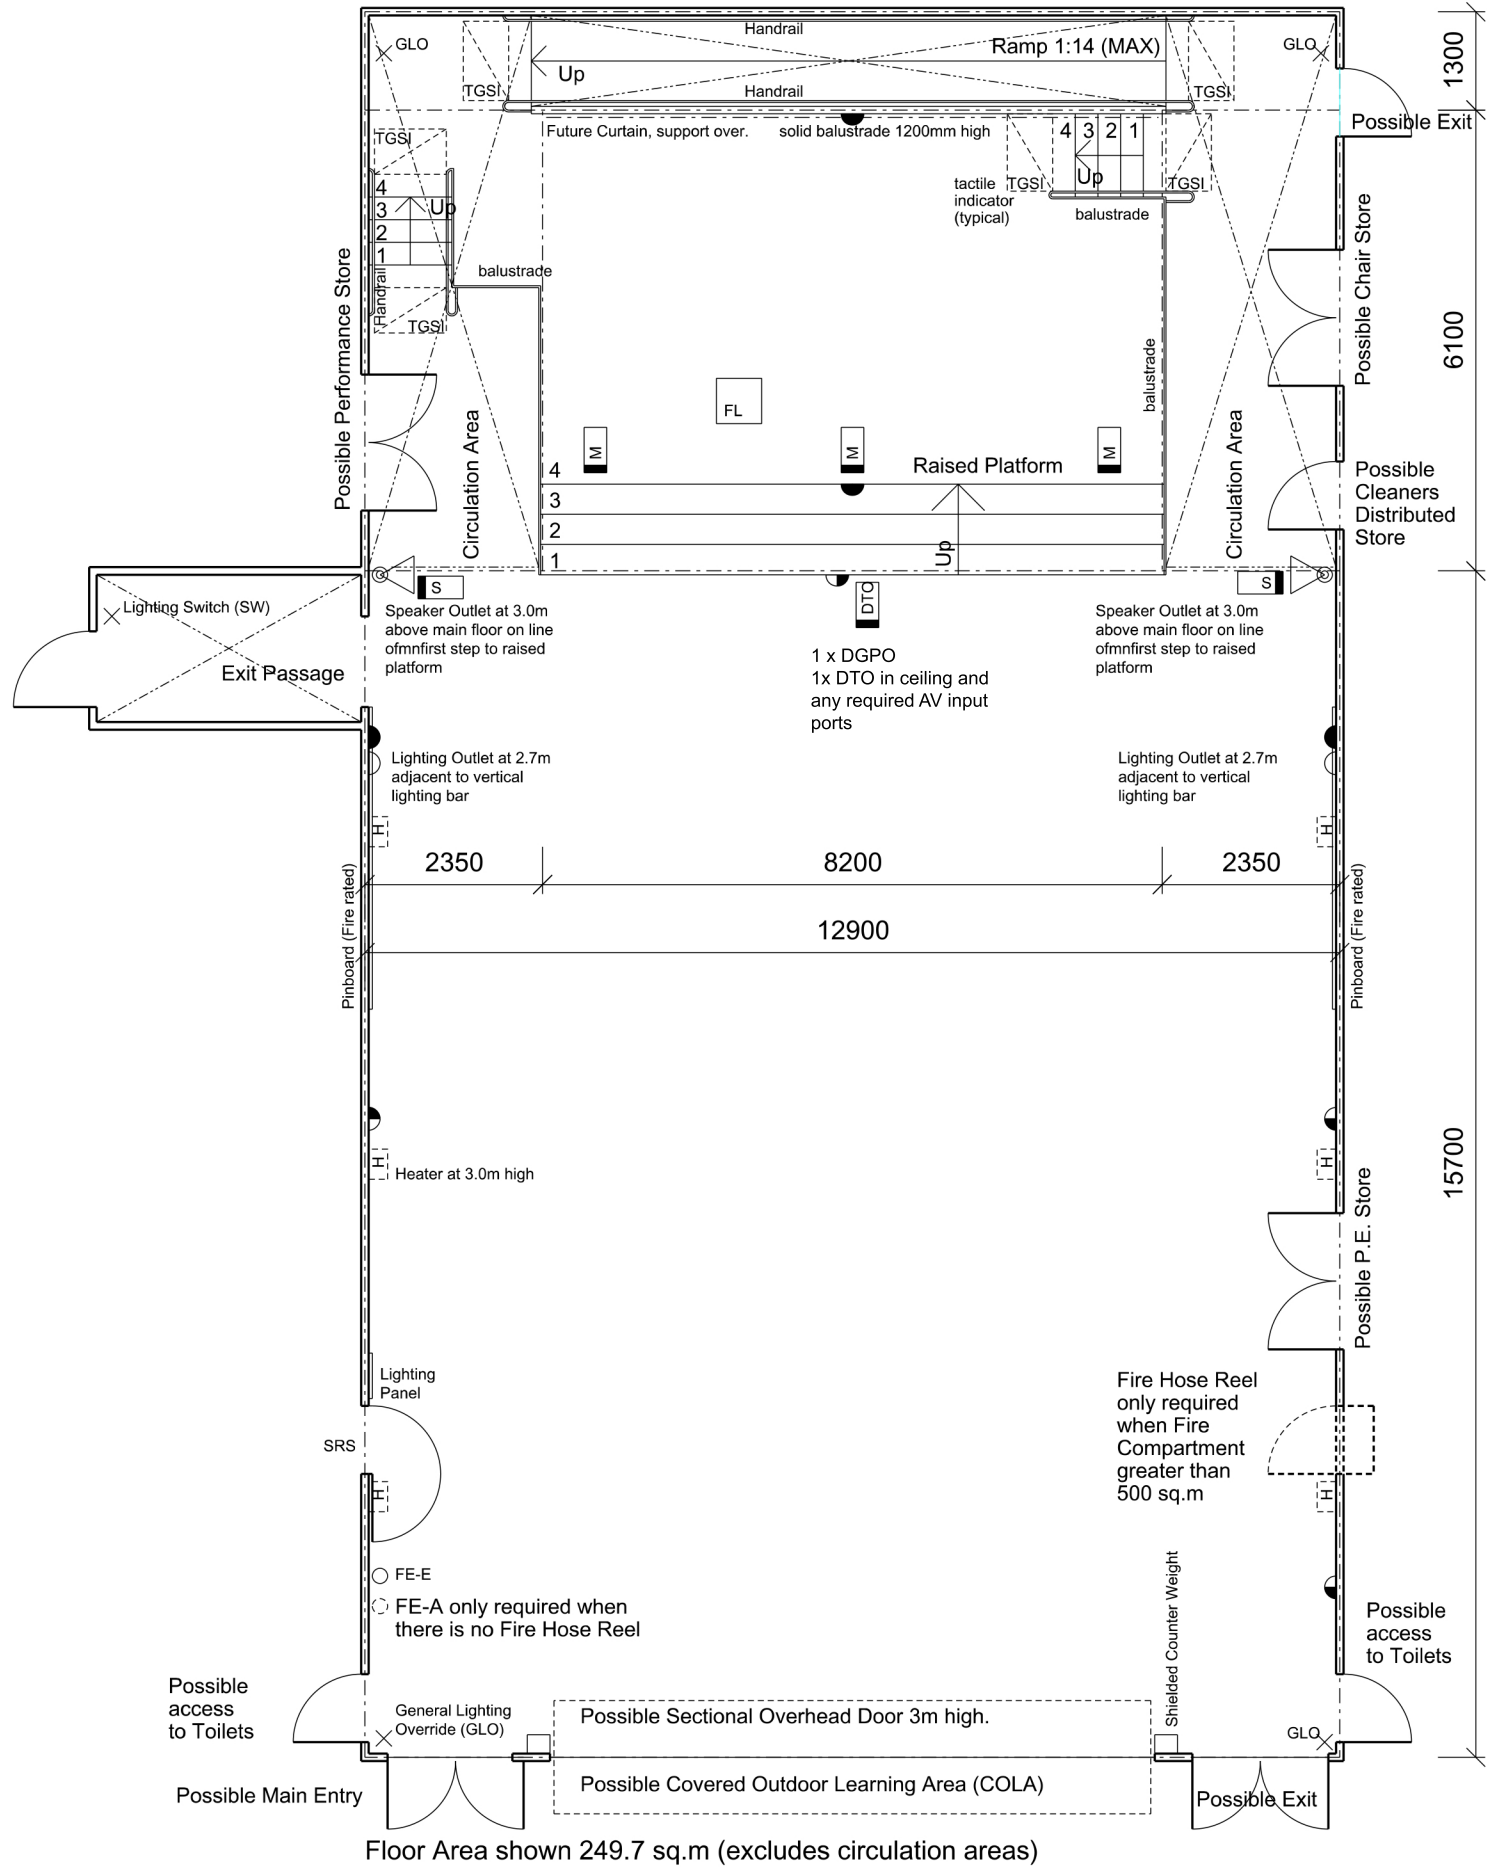 Handrail
GLO
Ramp 1:14 (MAX)
GLO
1300
Up
TGSI
Handrail
TGSI
Possible Exit
Future Curtain, support over.
solid balustrade 1200mm high
4 3 2 1
TGSI
Up
tactile
indicator
(typical)
TGSI
TGSI
balustrade
4
3
2
1
Up
Handrail
TGSI
balustrade
Possible Performance Store
Possible Chair Store
6100
balustrade
FL
Circulation Area
Circulation Area
M
M
M
Raised Platform
4
3
2
1
Up
Possible
Cleaners
Distributed
Store
S
S
DTO
Lighting Switch (SW)
Exit Passage
Speaker Outlet at 3.0m
above main floor on line
ofmnfirst step to raised
platform
Speaker Outlet at 3.0m
above main floor on line
ofmnfirst step to raised
platform
1 x DGPO
1x DTO in ceiling and
any required AV input
ports
Lighting Outlet at 2.7m
adjacent to vertical
lighting bar
Lighting Outlet at 2.7m
adjacent to vertical
lighting bar
H
H
2350
8200
2350
12900
Pinboard (Fire rated)
Pinboard (Fire rated)
15700
H
Heater at 3.0m high
H
Possible P.E. Store
Lighting
Panel
SRS
Fire Hose Reel
only required
when Fire
Compartment
greater than
500 sq.m
H
H
FE-E
FE-A only required when
there is no Fire Hose Reel
Shielded Counter Weight
Possible
access
to Toilets
Possible
access
to Toilets
General Lighting
Override (GLO)
Possible Sectional Overhead Door 3m high.
GLO
Possible Main Entry
Possible Covered Outdoor Learning Area (COLA)
Possible Exit
Floor Area shown 249.7 sq.m (excludes circulation areas)